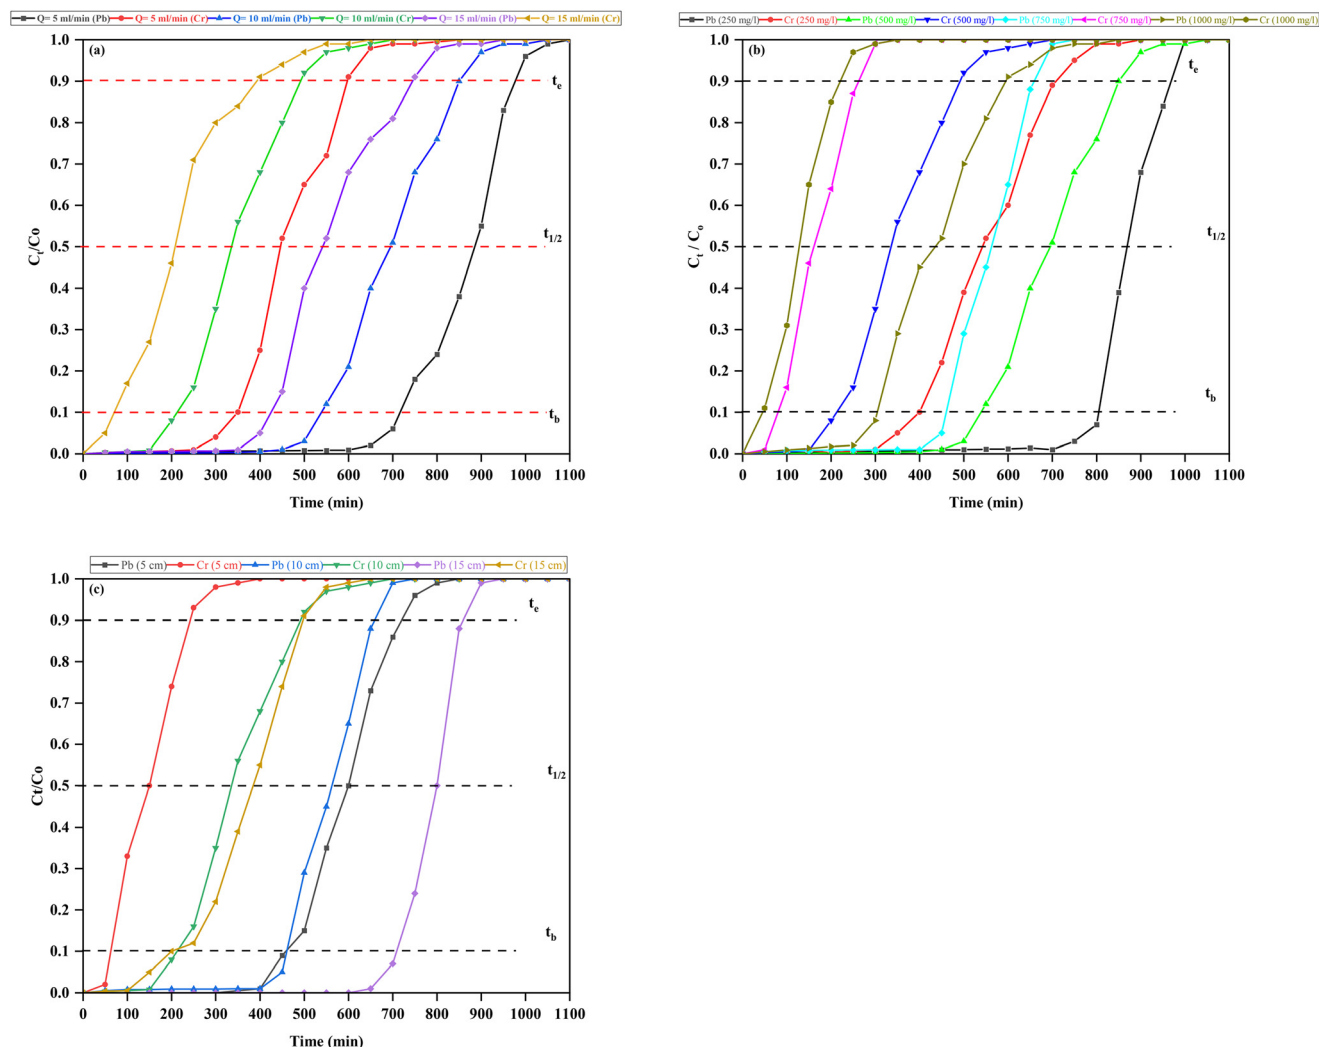 Q= 5 ml/min (Pb) Q= 5 ml/min (Cr) Q= 10 ml/min (Pb) Q= 10 ml/min (Cr) Q= 15 ml/min (Pb) Q= 15 ml/min (Cr)
(a)
1.0
0.9
0.8
0.7
0.6
0.5
0.4
0.3
0.2
0.1
0.0
Ct/Co
te
t1/2
tb
0 100 200 300 400 500 600 700 800 900 1000 1100
Time (min)
Pb (250 mg/l) Cr (250 mg/l) Pb (500 mg/l) Cr (500 mg/l) Pb (750 mg/l) Cr (750 mg/l) Pb (1000 mg/l) Cr (1000 mg/l)
(b)
1.0
0.9
0.8
0.7
0.6
0.5
0.4
0.3
0.2
0.1
0.0
Ct / Co
te
t1/2
tb
0 100 200 300 400 500 600 700 800 900 1000 1100
Time (min)
Pb (5 cm) Cr (5 cm) Pb (10 cm) Cr (10 cm) Pb (15 cm) Cr (15 cm)
(c)
1.0
0.9
0.8
0.7
0.6
0.5
0.4
0.3
0.2
0.1
0.0
Ct/Co
te
t1/2
tb
0 100 200 300 400 500 600 700 800 900 1000 1100
Time (min)